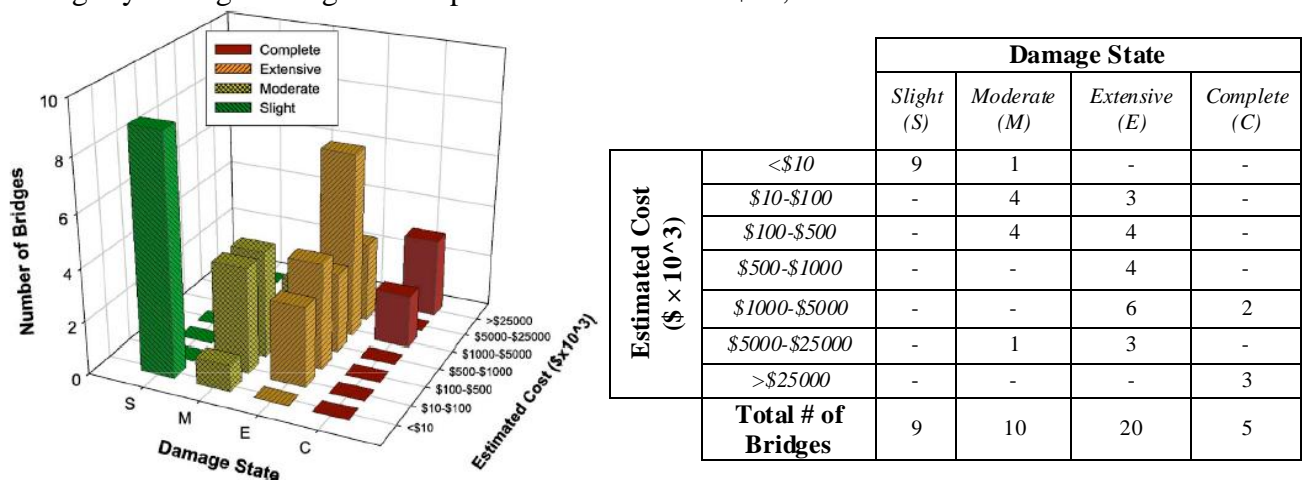 Complete
Extensive
Moderate
Slight
10
8
6
4
2
0
Number of Bridges
S
M
E
C
Damage State
<$10
$10-$100
$100-$500
$500-$1000
$1000-$5000
$5000-$25000
>$25000
Estimated Cost ($x10^3)
Damage State
Slight (S) Moderate (M) Extensive (E) Complete (C)
Estimated Cost ($ × 10^3)
<$10 9 1 - -
$10-$100 - 4 3 -
$100-$500 - 4 4 -
$500-$1000 - - 4 -
$1000-$5000 - - 6 2
$5000-$25000 - 1 3 -
>$25000 - - - 3
Total # of Bridges 9 10 20 5